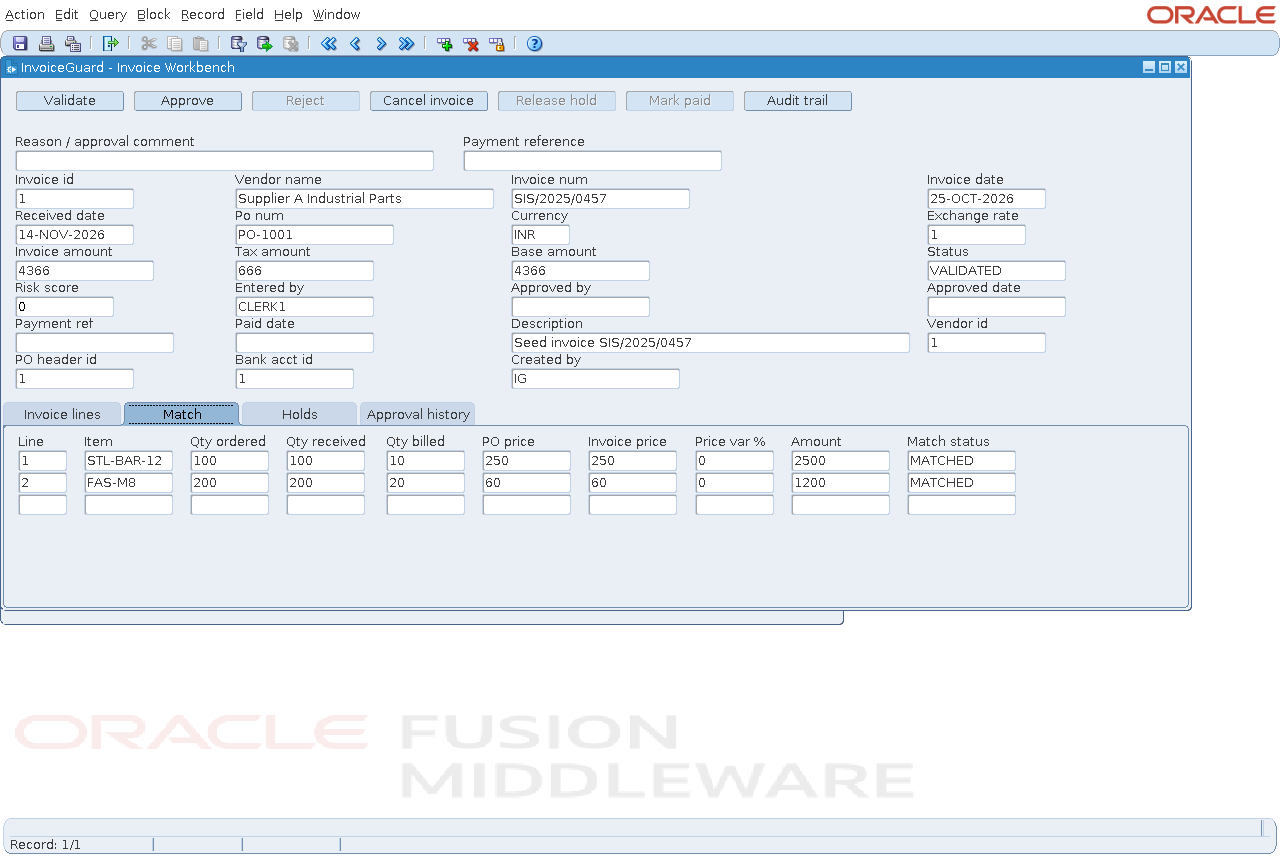 Action Edit Query Block Record Field Help Window
ORACLE
InvoiceGuard - Invoice Workbench
Validate Approve Reject Cancel invoice Release hold Mark paid Audit trail
Reason / approval comment Payment reference
Invoice id Vendor name Invoice num Invoice date
1 Supplier A Industrial Parts SIS/2025/0457 25-OCT-2026
Received date Po num Currency Exchange rate
14-NOV-2026 PO-1001 INR 1
Invoice amount Tax amount Base amount Status
4366 666 4366 VALIDATED
Risk score Entered by Approved by Approved date
0 CLERK1
Payment ref Paid date Description Vendor id
Seed invoice SIS/2025/0457 1
PO header id Bank acct id Created by
1 1 IG
Invoice lines Match Holds Approval history
Line Item Qty ordered Qty received Qty billed PO price Invoice price Price var % Amount Match status
1 STL-BAR-12 100 100 10 250 250 0 2500 MATCHED
2 FAS-M8 200 200 20 60 60 0 1200 MATCHED
ORACLE FUSION
MIDDLEWARE
Record: 1/1